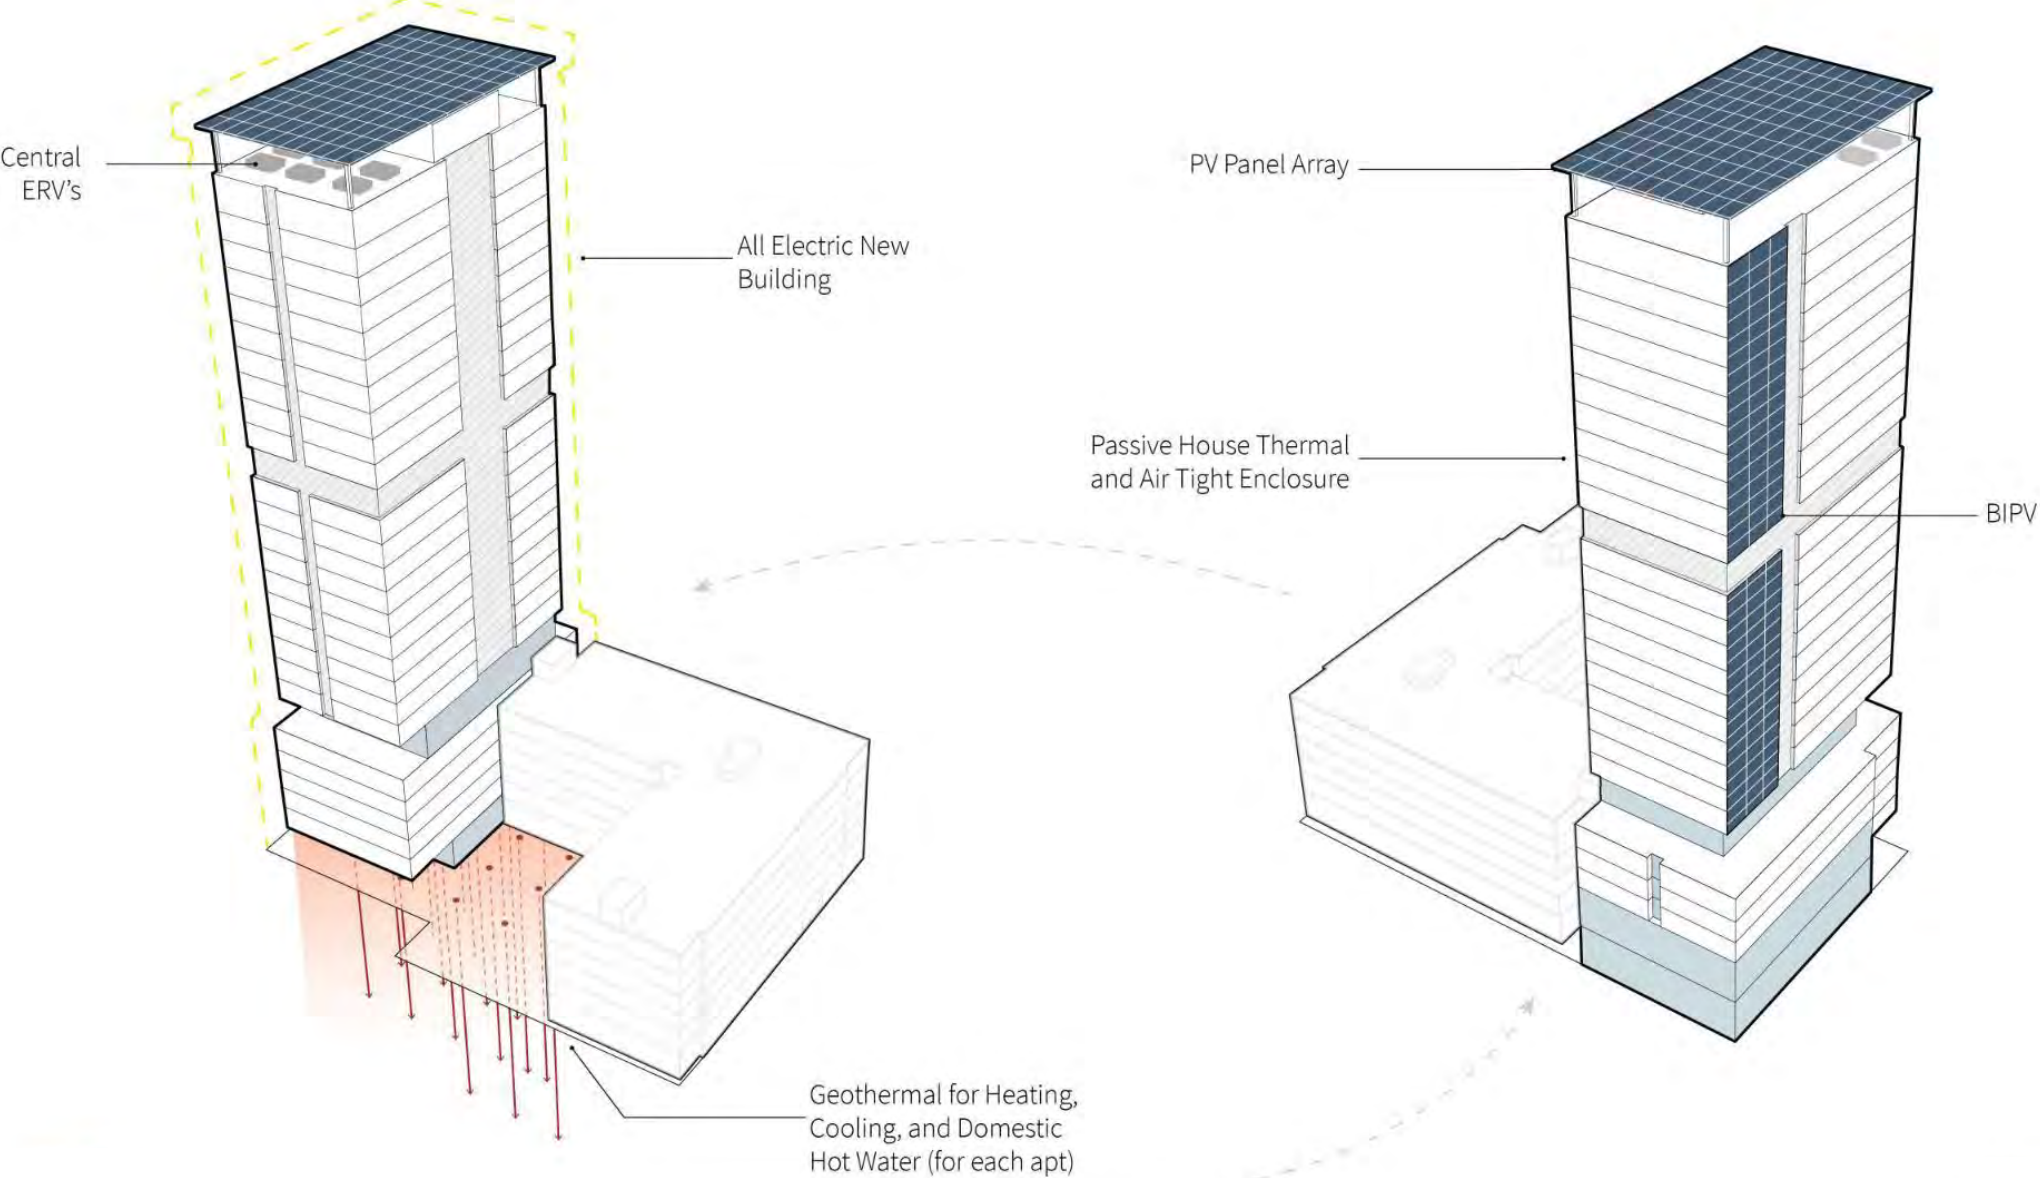 Central
ERV's
All Electric New
Building
PV Panel Array
Passive House Thermal
and Air Tight Enclosure
BIPV
Geothermal for Heating,
Cooling, and Domestic
Hot Water (for each apt)